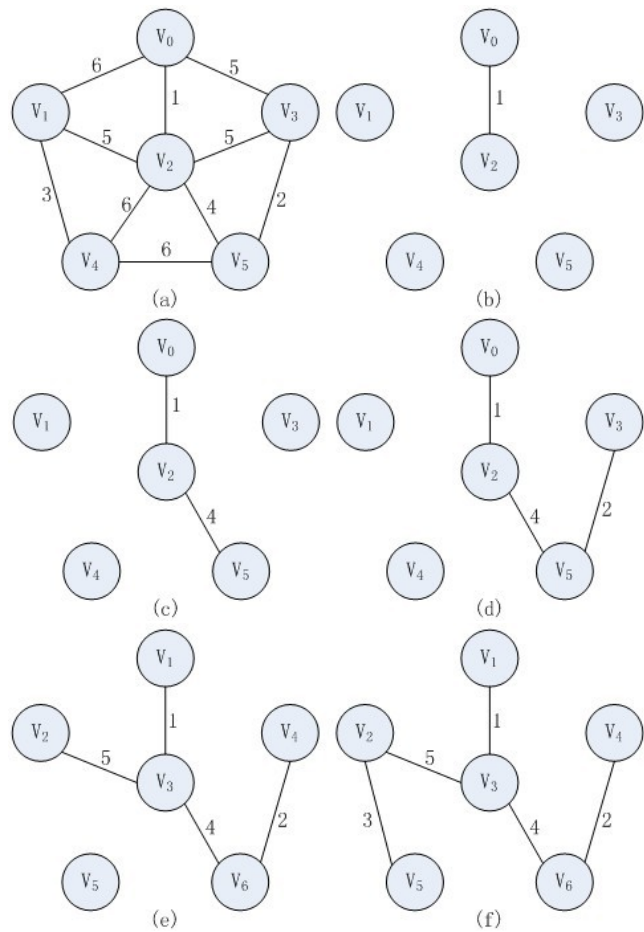 V₀ V₀
6 5
V₁ 1 V₃ V₁ 1 V₃
5 5
V₂ V₂
3 6 4 2
V₄ 6 V₅ V₄ V₅
(a) (b)
V₀ V₀
V₁ 1 V₃ V₁ 1 V₃
V₂ V₂
4 4 2
V₄ V₅ V₄ V₅
(c) (d)
V₁ V₁
V₂ 1 V₄ V₂ 1 V₄
5 5
V₃ V₃
4 2 3 4 2
V₅ V₆ V₅ V₆
(e) (f)